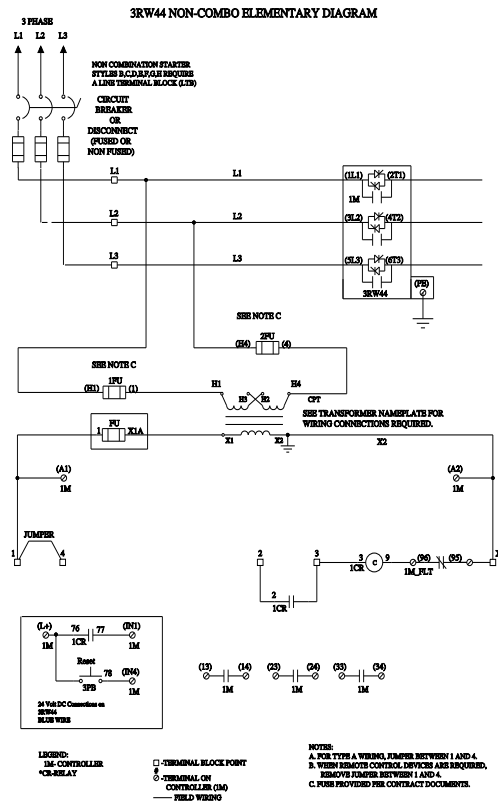 3RW44 NON-COMBO ELEMENTARY DIAGRAM
3 PHASE
L1 L2 L3
NON COMBINATION STARTER
STYLES B,C,D,E,F,G,H REQUIRE
A LINE TERMINAL BLOCK (LTB)
CIRCUIT
BREAKER
OR
DISCONNECT
(FUSED OR
NON FUSED)
L1 L1 (1L1) (2T1)
1M
L2 L2 (3L2) (4T2)
L3 L3 (5L3) (6T3)
3RW44
(PE)
SEE NOTE C
2FU
(H4) (4)
SEE NOTE C
1FU
(H1) (1)
H1 H3 H2 H4
CPT
SEE TRANSFORMER NAMEPLATE FOR
WIRING CONNECTIONS REQUIRED.
FU
1 X1A
X1 X2 X2
(A1)
1M
(A2)
1M
JUMPER
1 4
2 3 3 9 (96) (95)
1CR C 1M_FLT
2
1CR
(L+) 76 77 (IN1)
1M 1CR 1M
Reset
78 (IN4)
3PB 1M
24 Volt DC Connections on
3RW44
BLUE WIRE
(13) (14) (23) (24) (33) (34)
1M 1M 1M
LEGEND:
1M- CONTROLLER
*CR-RELAY
-TERMINAL BLOCK POINT
#
-TERMINAL ON
CONTROLLER (1M)
FIELD WIRING
NOTES:
A. FOR TYPE A WIRING, JUMPER BETWEEN 1 AND 4.
B. WHEN REMOTE CONTROL DEVICES ARE REQUIRED,
REMOVE JUMPER BETWEEN 1 AND 4.
C. FUSE PROVIDED PER CONTRACT DOCUMENTS.